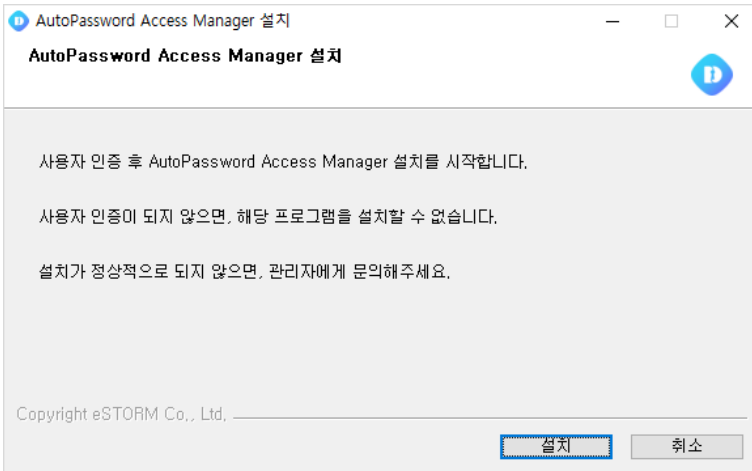 AutoPassword Access Manager 설치
AutoPassword Access Manager 설치
사용자 인증 후 AutoPassword Access Manager 설치를 시작합니다.
사용자 인증이 되지 않으면, 해당 프로그램을 설치할 수 없습니다.
설치가 정상적으로 되지 않으면, 관리자에게 문의해주세요.
Copyright eSTORM Co., Ltd.
설치 취소